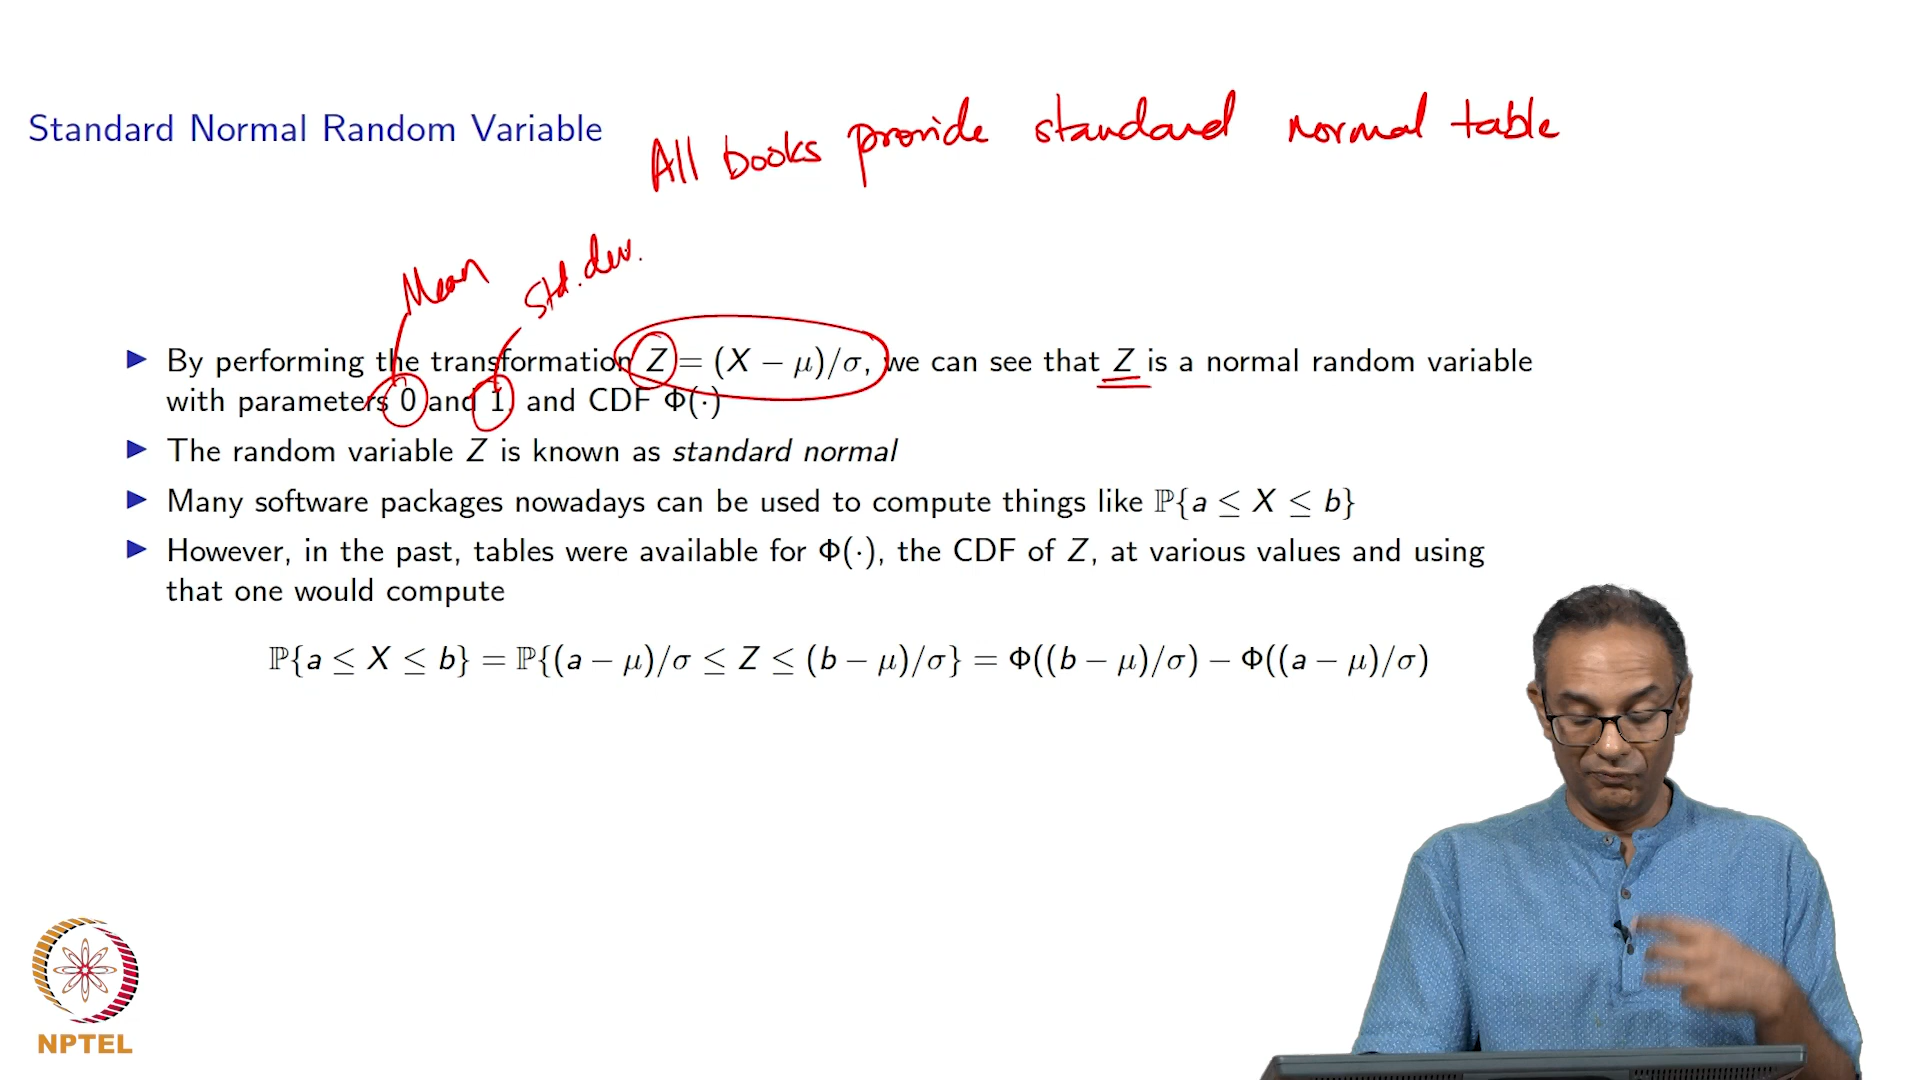 Standard Normal Random Variable
All books provide standard normal table
Mean
Std. dev.
▶ By performing the transformation Z = (X − μ)/σ, we can see that Z is a normal random variable
with parameters 0 and 1, and CDF Φ(·)
▶ The random variable Z is known as standard normal
▶ Many software packages nowadays can be used to compute things like ℙ{a ≤ X ≤ b}
▶ However, in the past, tables were available for Φ(·), the CDF of Z, at various values and using
that one would compute
ℙ{a ≤ X ≤ b} = ℙ{(a − μ)/σ ≤ Z ≤ (b − μ)/σ} = Φ((b − μ)/σ) − Φ((a − μ)/σ)
NPTEL